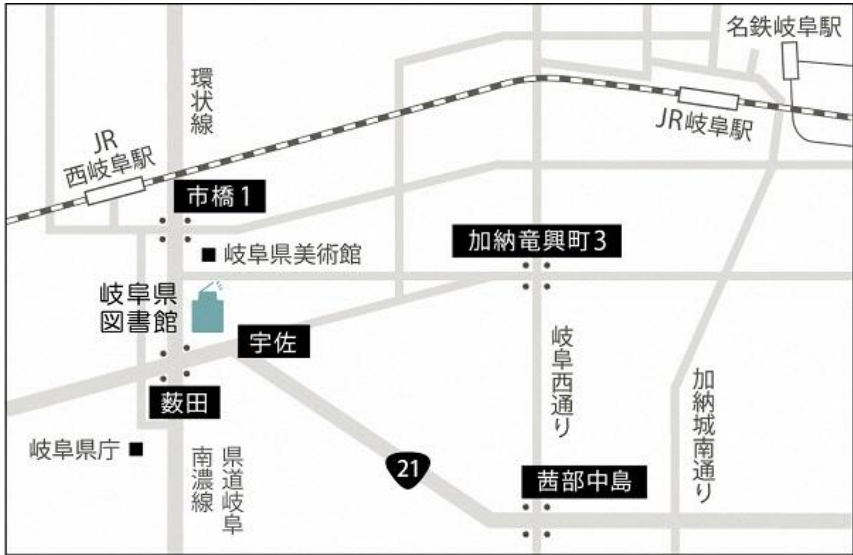 名鉄岐阜駅
環状線
JR岐阜駅
JR
西岐阜駅
市橋1
岐阜県美術館
加納竜興町3
岐阜県
図書館
宇佐
岐阜西通り
加納城南通り
薮田
岐阜県庁
県道岐阜
南濃線
21
茜部中島